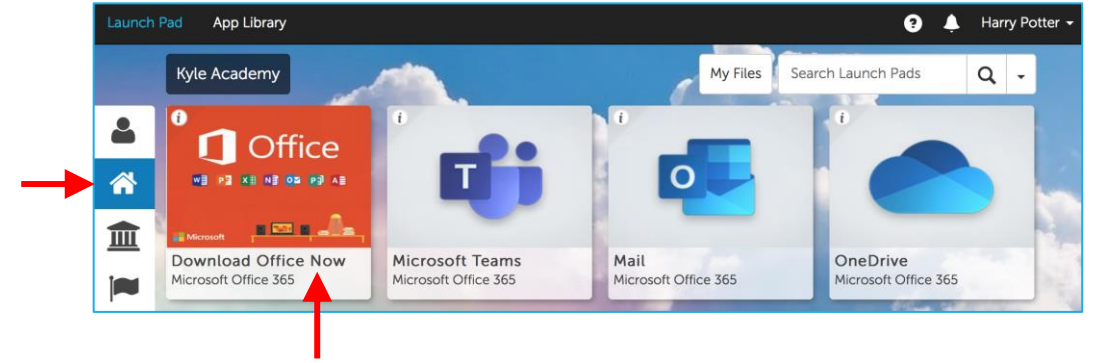 Launch Pad App Library ? Harry Potter
Kyle Academy My Files Search Launch Pads
i i i i
Office
W P X N O P A
T
O
Microsoft
Download Office Now Microsoft Teams Mail OneDrive
Microsoft Office 365 Microsoft Office 365 Microsoft Office 365 Microsoft Office 365